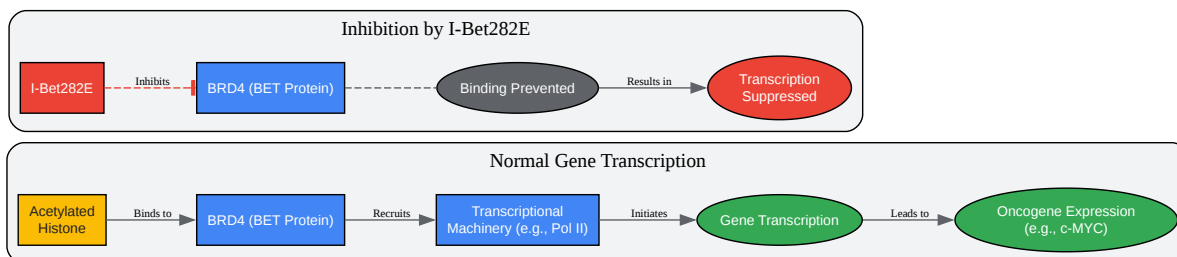 Inhibition by I-Bet282E
I-Bet282E
Inhibits
BRD4 (BET Protein)
Binding Prevented
Results in
Transcription
Suppressed
Normal Gene Transcription
Acetylated
Histone
Binds to
BRD4 (BET Protein)
Recruits
Transcriptional
Machinery (e.g., Pol II)
Initiates
Gene Transcription
Leads to
Oncogene Expression
(e.g., c-MYC)